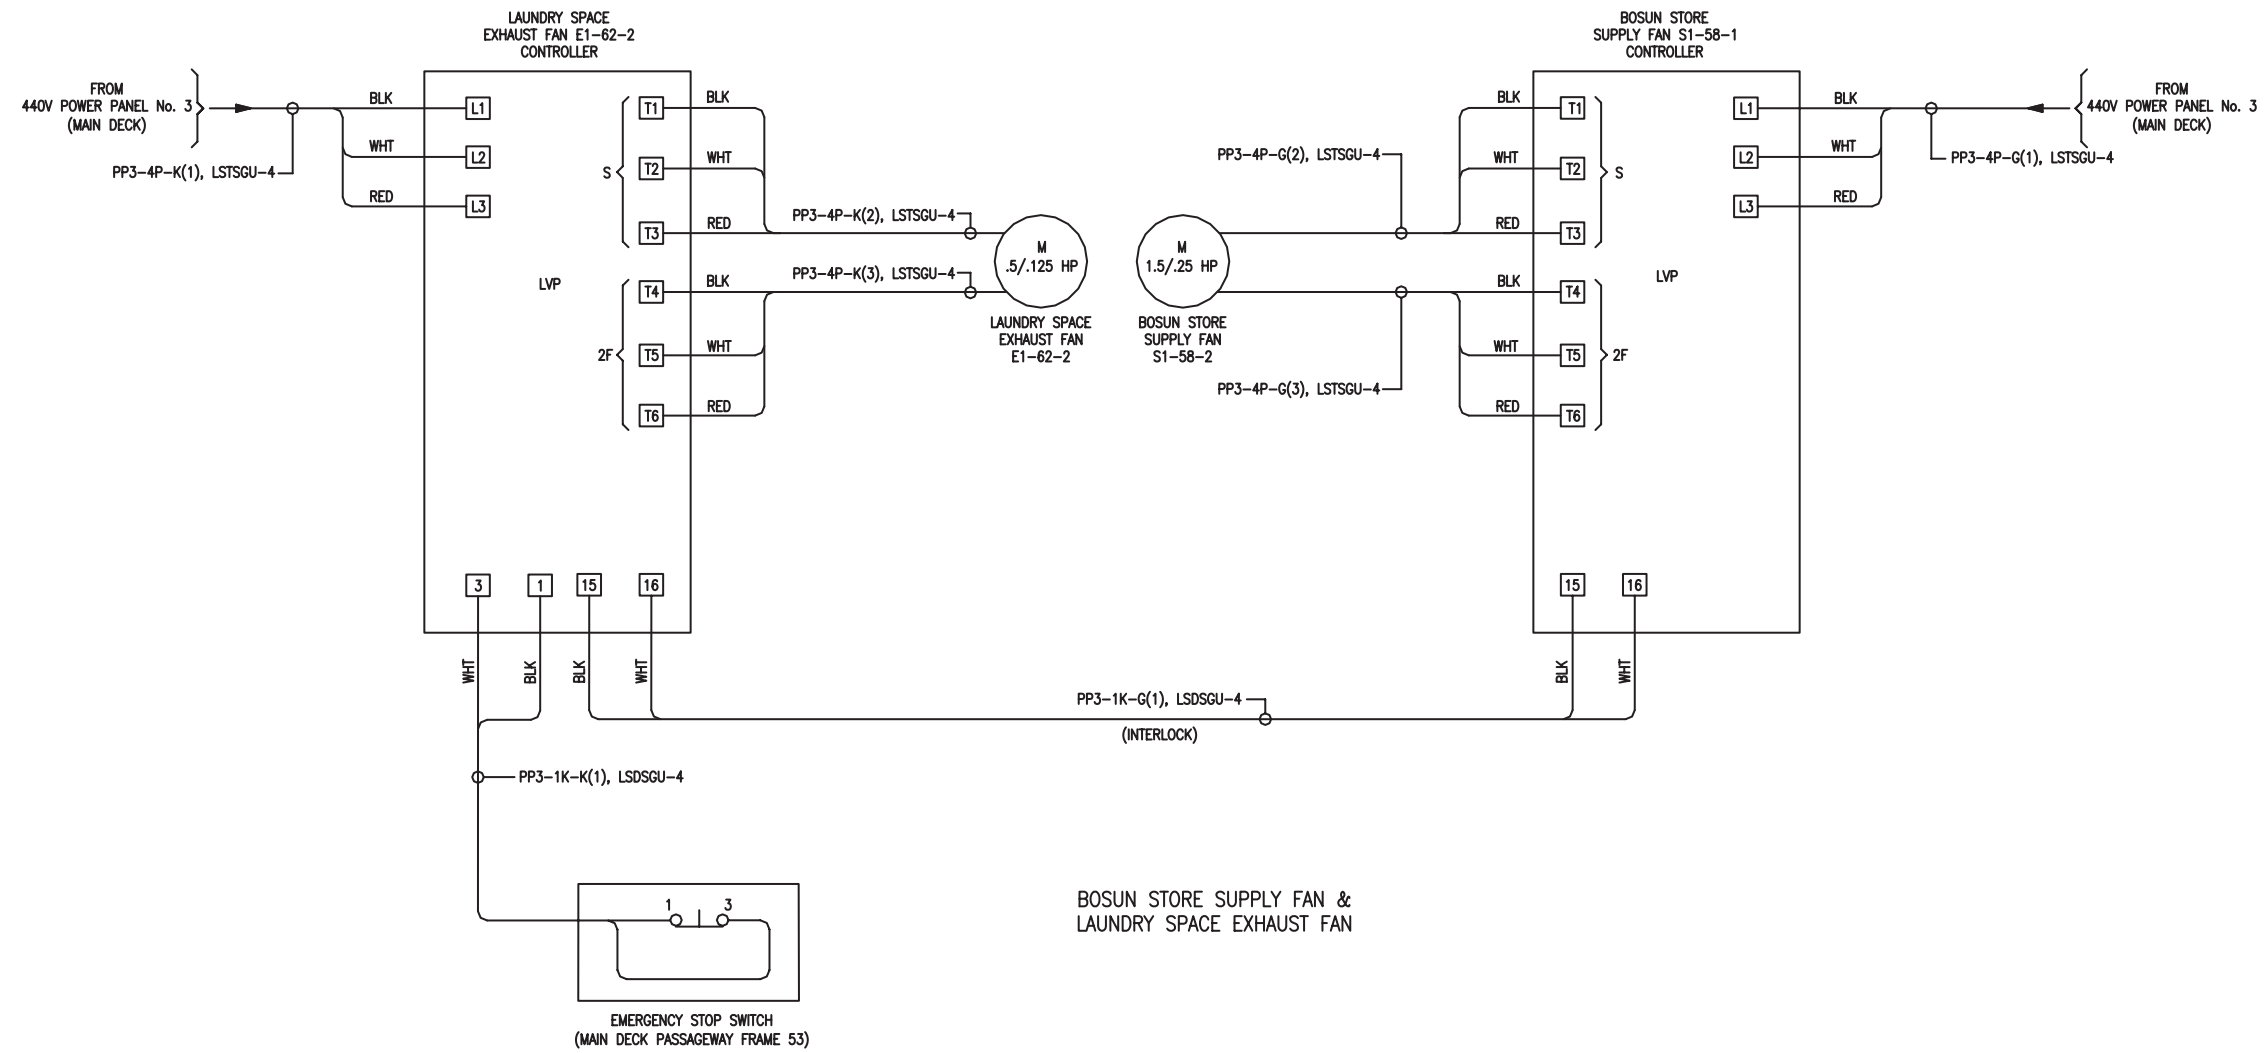 LAUNDRY SPACE
EXHAUST FAN E1-62-2
CONTROLLER
FROM
440V POWER PANEL No. 3
(MAIN DECK)
PP3-4P-K(1), LSTSGU-4
BLK
WHT
RED
L1
L2
L3
S
LVP
2F
T1
T2
T3
T4
T5
T6
BLK
WHT
RED
BLK
WHT
RED
PP3-4P-K(2), LSTSGU-4
PP3-4P-K(3), LSTSGU-4
M
.5/.125 HP
LAUNDRY SPACE
EXHAUST FAN
E1-62-2
M
1.5/.25 HP
BOSUN STORE
SUPPLY FAN
S1-58-2
PP3-4P-G(2), LSTSGU-4
PP3-4P-G(3), LSTSGU-4
BLK
WHT
RED
BLK
WHT
RED
BOSUN STORE
SUPPLY FAN S1-58-1
CONTROLLER
T1
T2
T3
T4
T5
T6
S
2F
LVP
L1
L2
L3
BLK
WHT
RED
FROM
440V POWER PANEL No. 3
(MAIN DECK)
PP3-4P-G(1), LSTSGU-4
3
1
15
16
WHT
BLK
BLK
WHT
15
16
BLK
WHT
PP3-1K-G(1), LSDSGU-4
(INTERLOCK)
PP3-1K-K(1), LSDSGU-4
1
3
EMERGENCY STOP SWITCH
(MAIN DECK PASSAGEWAY FRAME 53)
BOSUN STORE SUPPLY FAN &
LAUNDRY SPACE EXHAUST FAN